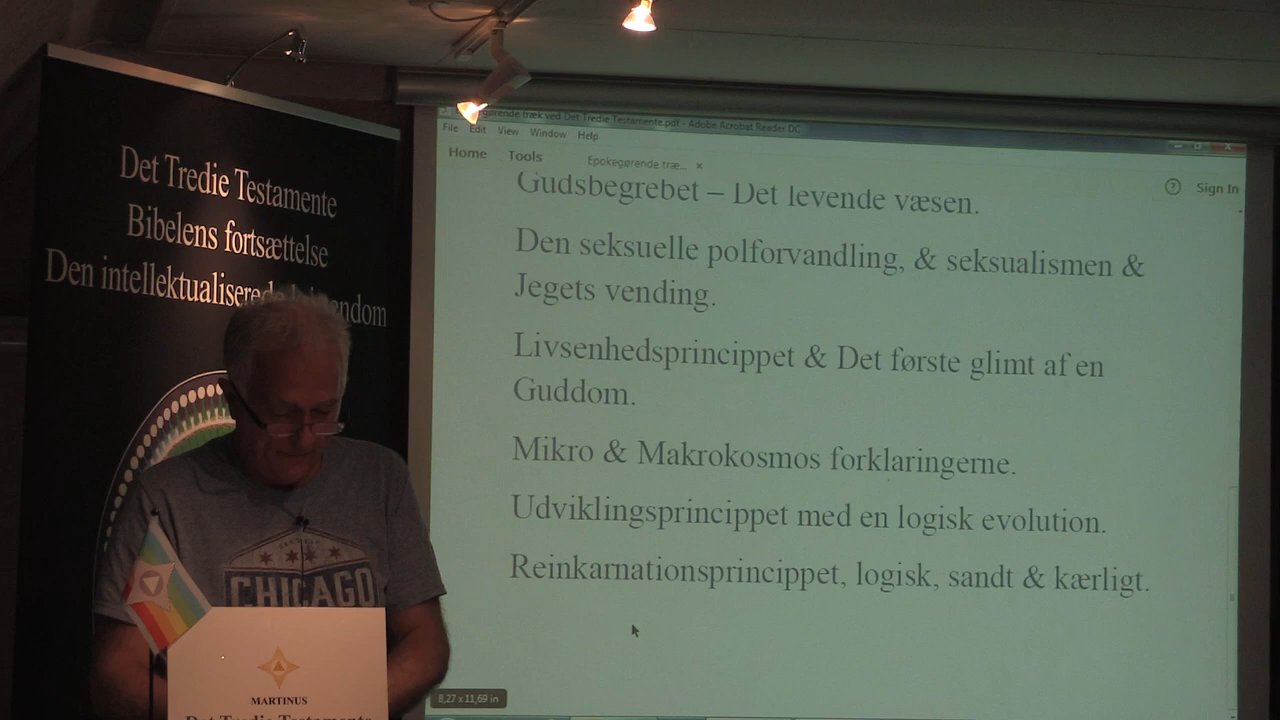 Det Tredie Testamente
Bibelens fortsættelse
Den intellektualiserede
træk ved Det Tredie Testamente.pdf - Adobe Acrobat Reader DC
File Edit View Window Help
Home Tools Epokegørende træ... ×
? Sign In
Gudsbegrebet – Det levende væsen.
Den seksuelle polforvandling, & seksualismen &
Jegets vending.
Livsenhedsprincippet & Det første glimt af en
Guddom.
Mikro & Makrokosmos forklaringerne.
Udviklingsprincippet med en logisk evolution.
Reinkarnationsprincippet, logisk, sandt & kærligt.
8,27 x 11,69 in
CHICAGO
MARTINUS
Det Tredie Testamente